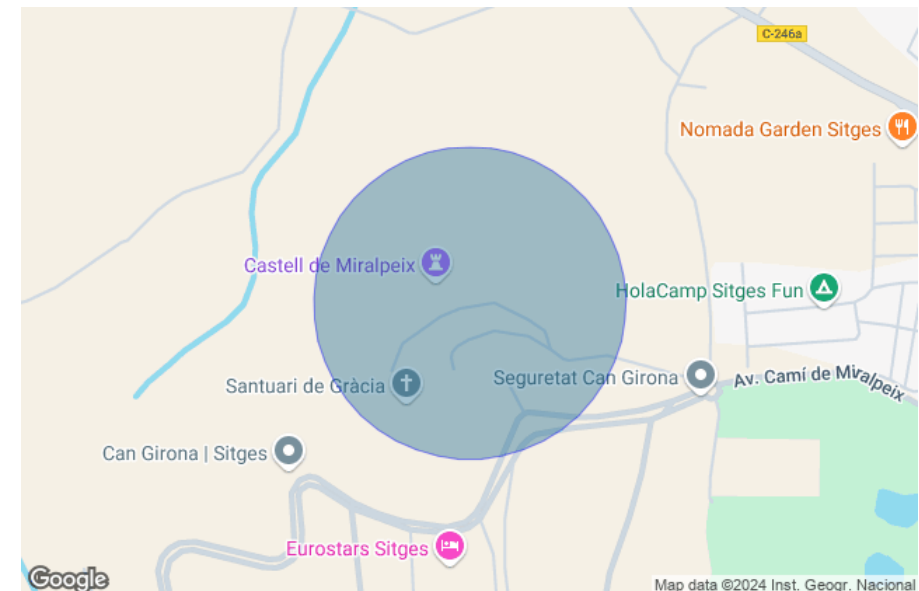 C-246a
Nomada Garden Sitges
Castell de Miralpeix
HolaCamp Sitges Fun
Seguretat Can Girona
Av. Camí de Miralpeix
Santuari de Gràcia
Can Girona | Sitges
Eurostars Sitges
Google
Map data ©2024 Inst. Geogr. Nacional